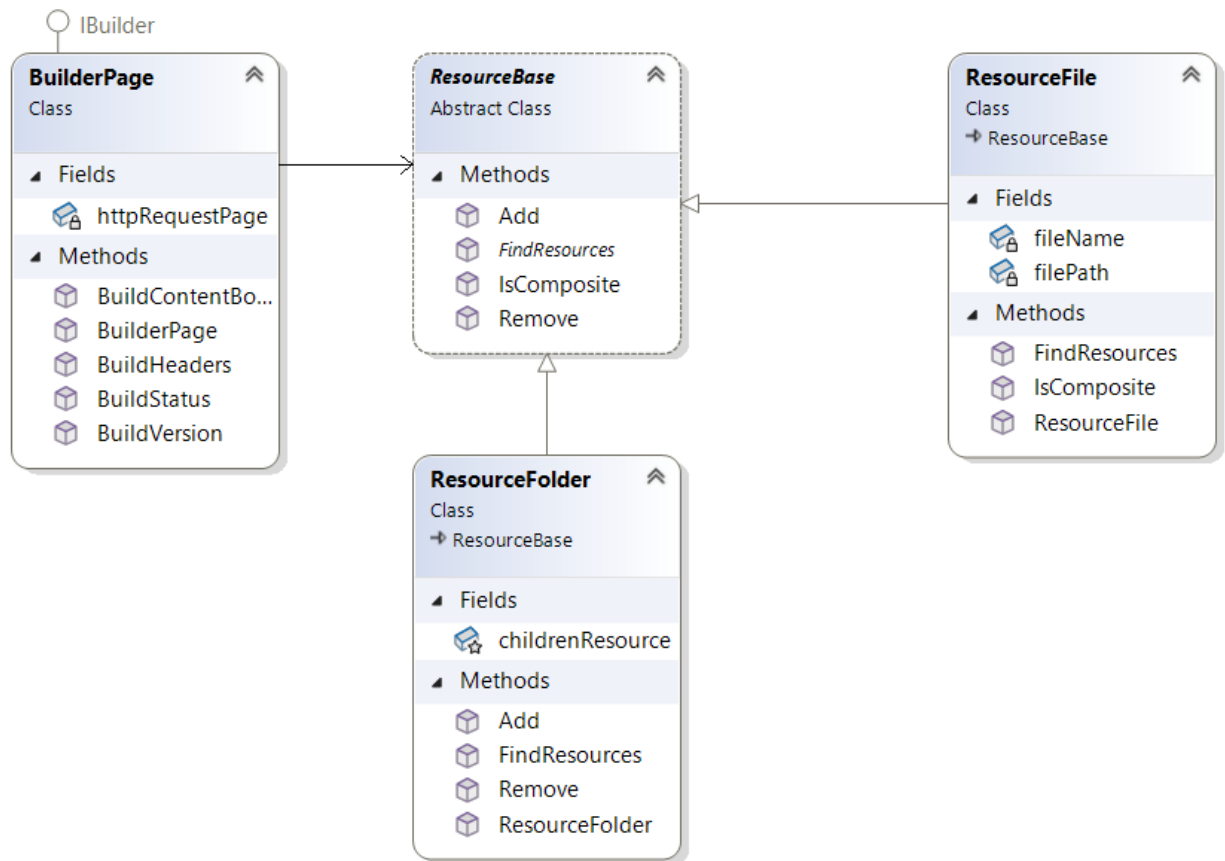 IBuilder
BuilderPage
Class
Fields
httpRequestPage
Methods
BuildContentBo...
BuilderPage
BuildHeaders
BuildStatus
BuildVersion
ResourceBase
Abstract Class
Methods
Add
FindResources
IsComposite
Remove
ResourceFile
Class
ResourceBase
Fields
fileName
filePath
Methods
FindResources
IsComposite
ResourceFile
ResourceFolder
Class
ResourceBase
Fields
childrenResource
Methods
Add
FindResources
Remove
ResourceFolder